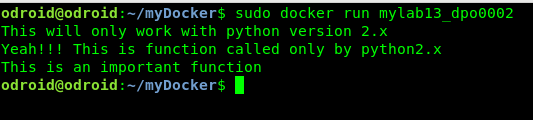 odroid@odroid:~/myDocker$ sudo docker run mylab13_dpo0002
This will only work with python version 2.x
Yeah!!! This is function called only by python2.x
This is an important function
odroid@odroid:~/myDocker$